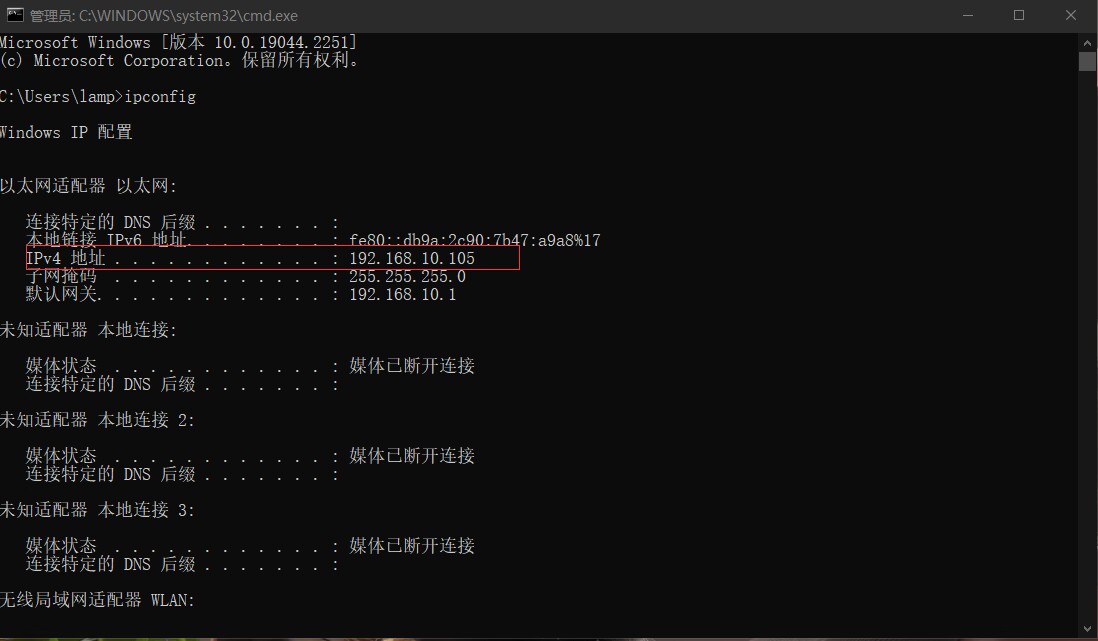 管理员: C:\WINDOWS\system32\cmd.exe
Microsoft Windows [版本 10.0.19044.2251]
(c) Microsoft Corporation。保留所有权利。
C:\Users\lamp>ipconfig
Windows IP 配置
以太网适配器 以太网:
连接特定的 DNS 后缀 . . . . . . . :
本地链接 IPv6 地址. . . . . . . . : fe80::db9a:2c90:7b47:a9a8%17
IPv4 地址 . . . . . . . . . . . . : 192.168.10.105
子网掩码  . . . . . . . . . . . . : 255.255.255.0
默认网关. . . . . . . . . . . . . : 192.168.10.1
未知适配器 本地连接:
媒体状态  . . . . . . . . . . . . : 媒体已断开连接
连接特定的 DNS 后缀 . . . . . . . :
未知适配器 本地连接 2:
媒体状态  . . . . . . . . . . . . : 媒体已断开连接
连接特定的 DNS 后缀 . . . . . . . :
未知适配器 本地连接 3:
媒体状态  . . . . . . . . . . . . : 媒体已断开连接
连接特定的 DNS 后缀 . . . . . . . :
无线局域网适配器 WLAN: